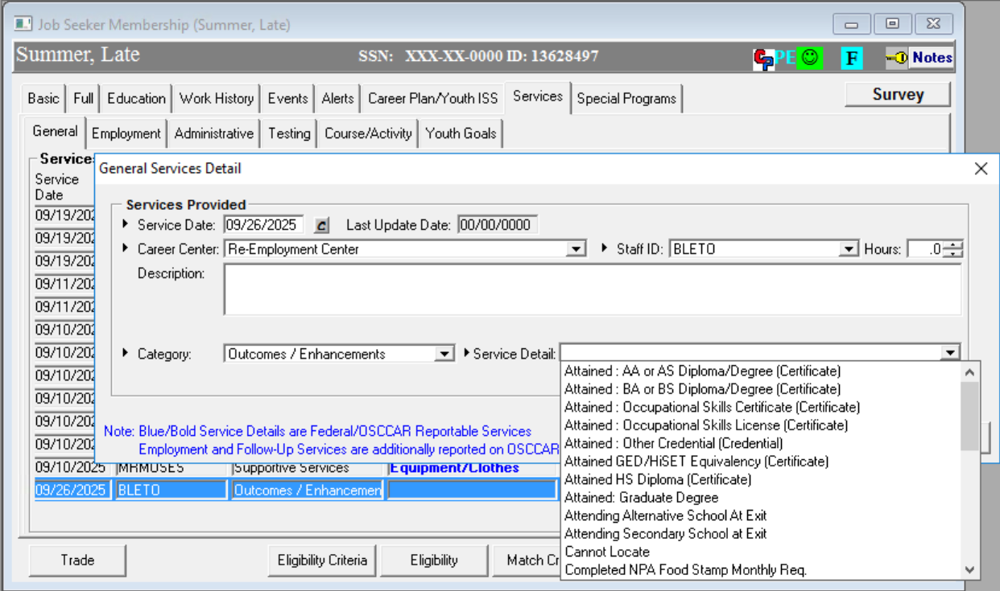 Job Seeker Membership (Summer, Late)
Summer, Late SSN: XXX-XX-0000 ID: 13628497 CP PE F Notes
Basic Full Education Work History Events Alerts Career Plan/Youth ISS Services Special Programs Survey
General Employment Administrative Testing Course/Activity Youth Goals
Services
Service
Date
General Services Detail
Services Provided
Service Date: 09/26/2025 C Last Update Date: 00/00/0000
Career Center: Re-Employment Center Staff ID: BLETO Hours: .0
Description:
Category: Outcomes / Enhancements Service Detail:
Attained : AA or AS Diploma/Degree (Certificate)
Attained : BA or BS Diploma/Degree (Certificate)
Attained : Occupational Skills Certificate (Certificate)
Attained : Occupational Skills License (Certificate)
Attained : Other Credential (Credential)
Attained GED/HiSET Equivalency (Certificate)
Attained HS Diploma (Certificate)
Attained: Graduate Degree
Attending Alternative School At Exit
Attending Secondary School at Exit
Cannot Locate
Completed NPA Food Stamp Monthly Req.
Note: Blue/Bold Service Details are Federal/OSCCAR Reportable Services
Employment and Follow-Up Services are additionally reported on OSCCAR
09/19/202
09/19/202
09/19/202
09/11/202
09/11/202
09/10/202
09/10/202
09/10/202
09/10/202
09/10/202
09/10/202
09/10/2025 MRMOSES Supportive Services Equipment/Clothes
09/26/2025 BLETO Outcomes / Enhancemen
Trade Eligibility Criteria Eligibility Match Cr